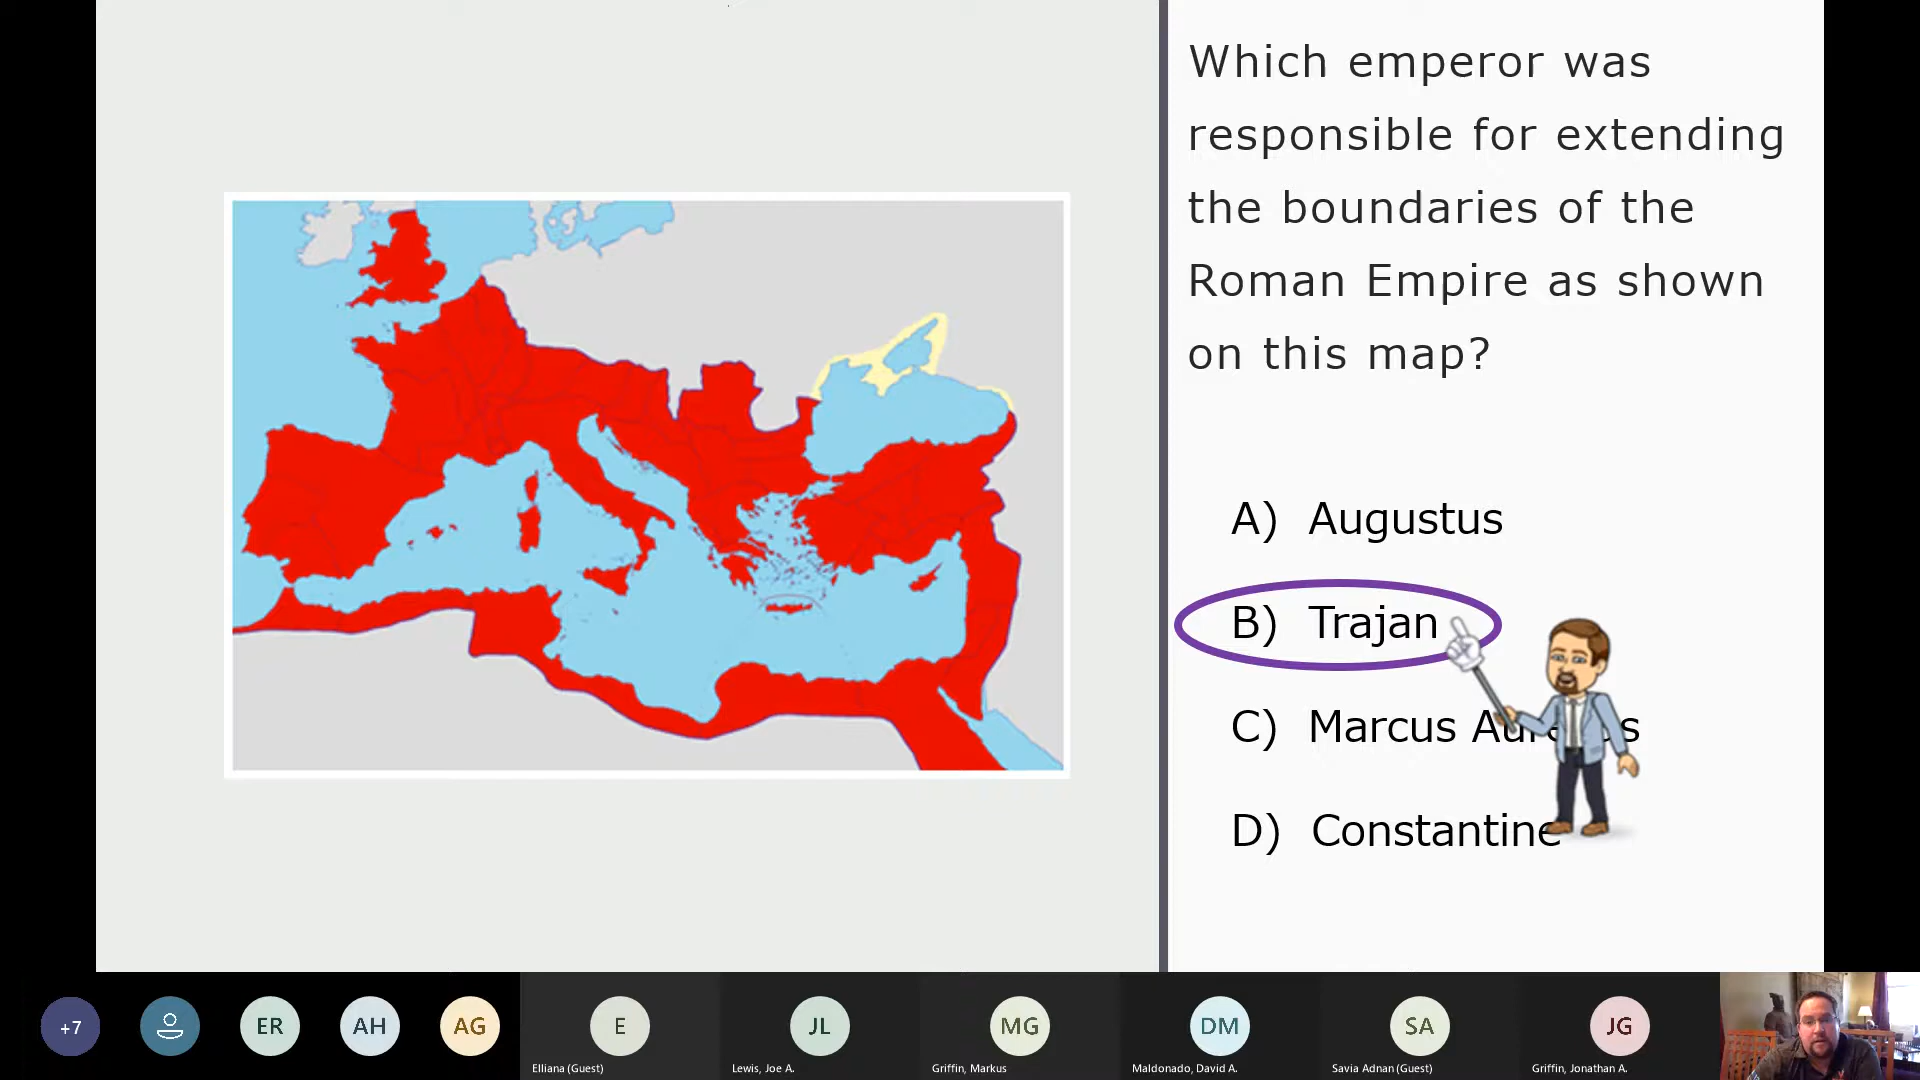 Which emperor was
responsible for extending
the boundaries of the
Roman Empire as shown
on this map?
A) Augustus
B) Trajan
C) Marcus
D) Constantine
+7
ER
AH
AG
E
JL
MG
DM
SA
JG
Elliana (Guest)
Lewis, Joe A.
Griffin, Markus
Maldonado, David A.
Savia Adnan (Guest)
Griffin, Jonathan A.